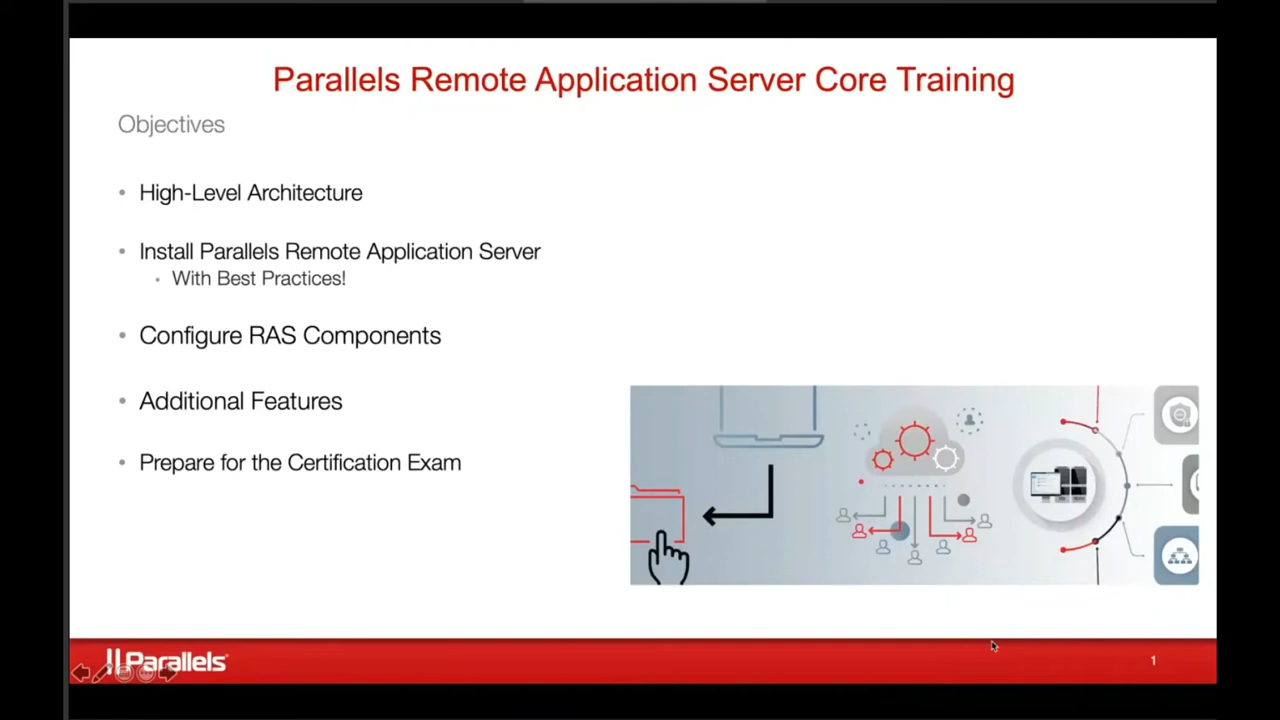 Parallels Remote Application Server Core Training
Objectives
• High-Level Architecture
• Install Parallels Remote Application Server
• With Best Practices!
• Configure RAS Components
• Additional Features
• Prepare for the Certification Exam
Parallels®
1